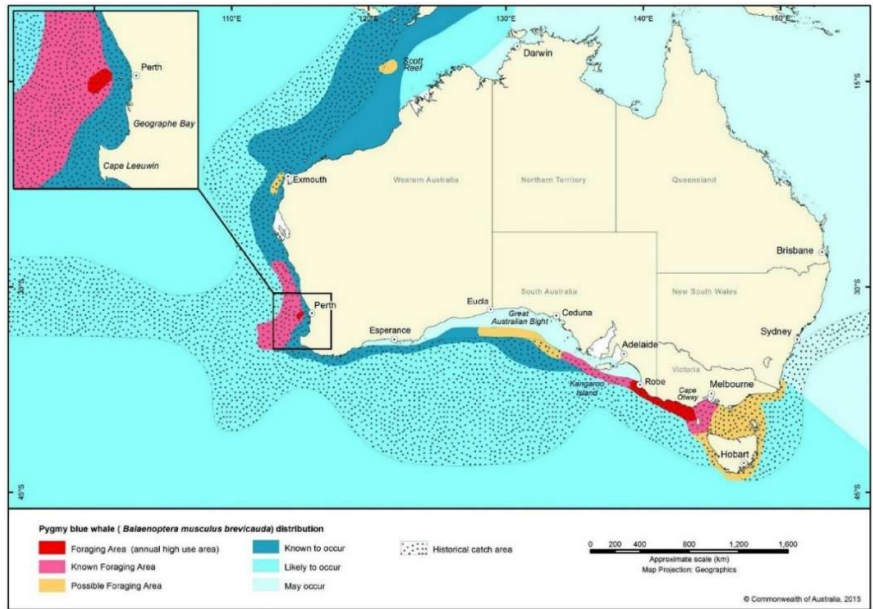 110°E
120°E
130°E
140°E
150°E
Perth
Geographe Bay
Cape Leeuwin
Scott
Reef
Darwin
15°S
Exmouth
Western Australia
Northern Territory
Queensland
Brisbane
30°S
30°S
Perth
Esperance
Eucla
Great
Australian Bight
Ceduna
South Australia
New South Wales
Sydney
Adelaide
Kangaroo
Island
Robe
Victoria
Cape
Otway
Melbourne
Hobart
45°S
45°S
Pygmy blue whale ( Balaenoptera musculus brevicauda) distribution
Foraging Area (annual high use area)
Known Foraging Area
Possible Foraging Area
Known to occur
Likely to occur
May occur
Historical catch area
0 200 400 800 1,200 1,600
Approximate scale (km)
Map Projection: Geographics
© Commonwealth of Australia, 2015